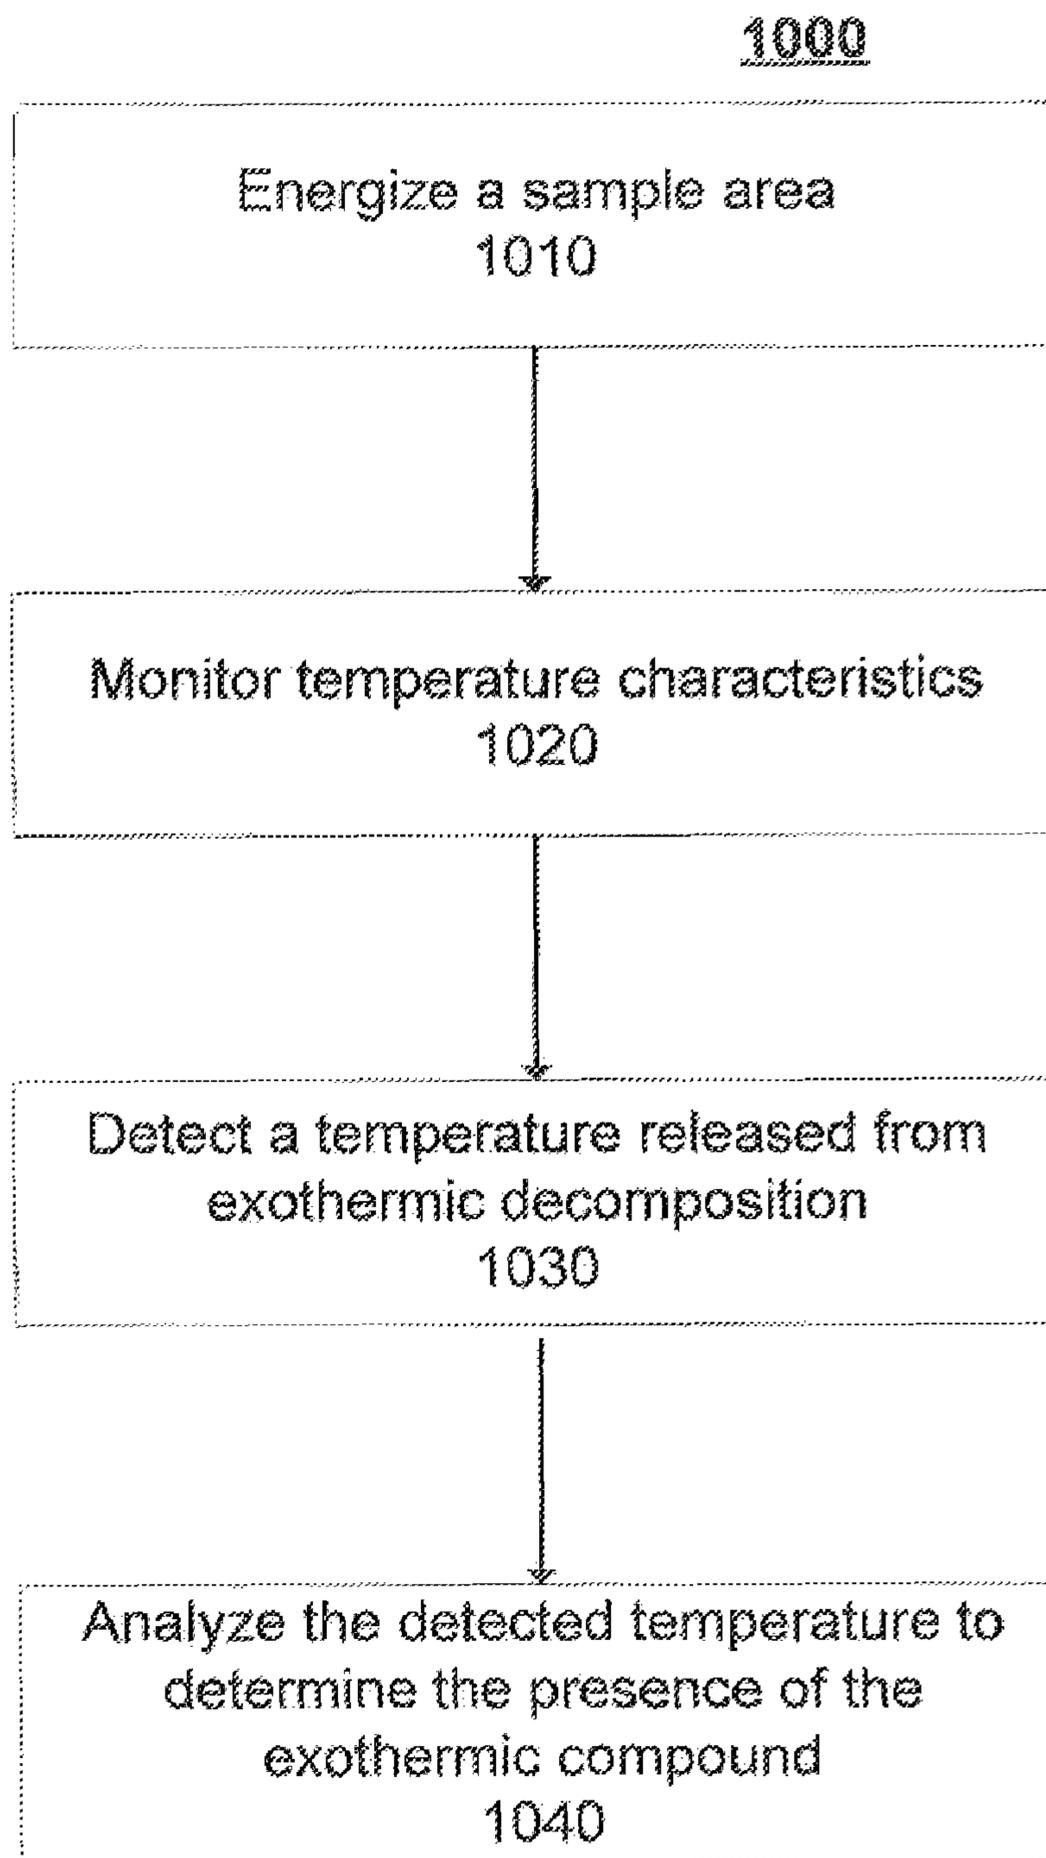 1000
Energize a sample area
1010
Monitor temperature characteristics
1020
Detect a temperature released from
exothermic decomposition
1030
Analyze the detected temperature to
determine the presence of the
exothermic compound
1040